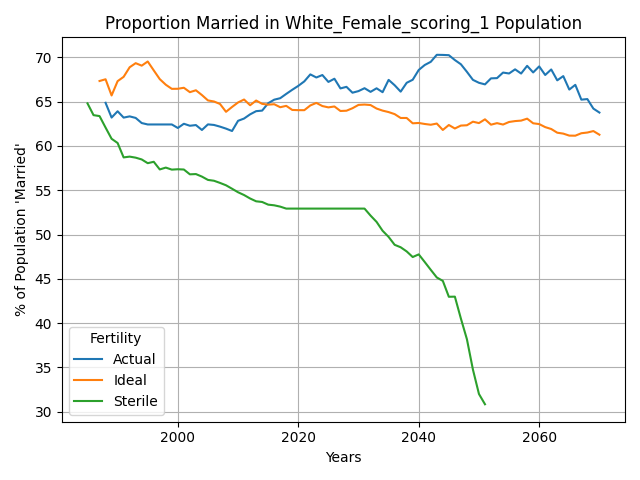 Proportion Married in White_Female_scoring_1 Population
% of Population 'Married'
70
65
60
55
50
45
40
35
30
Fertility
Actual
Ideal
Sterile
2000 2020 2040 2060
Years